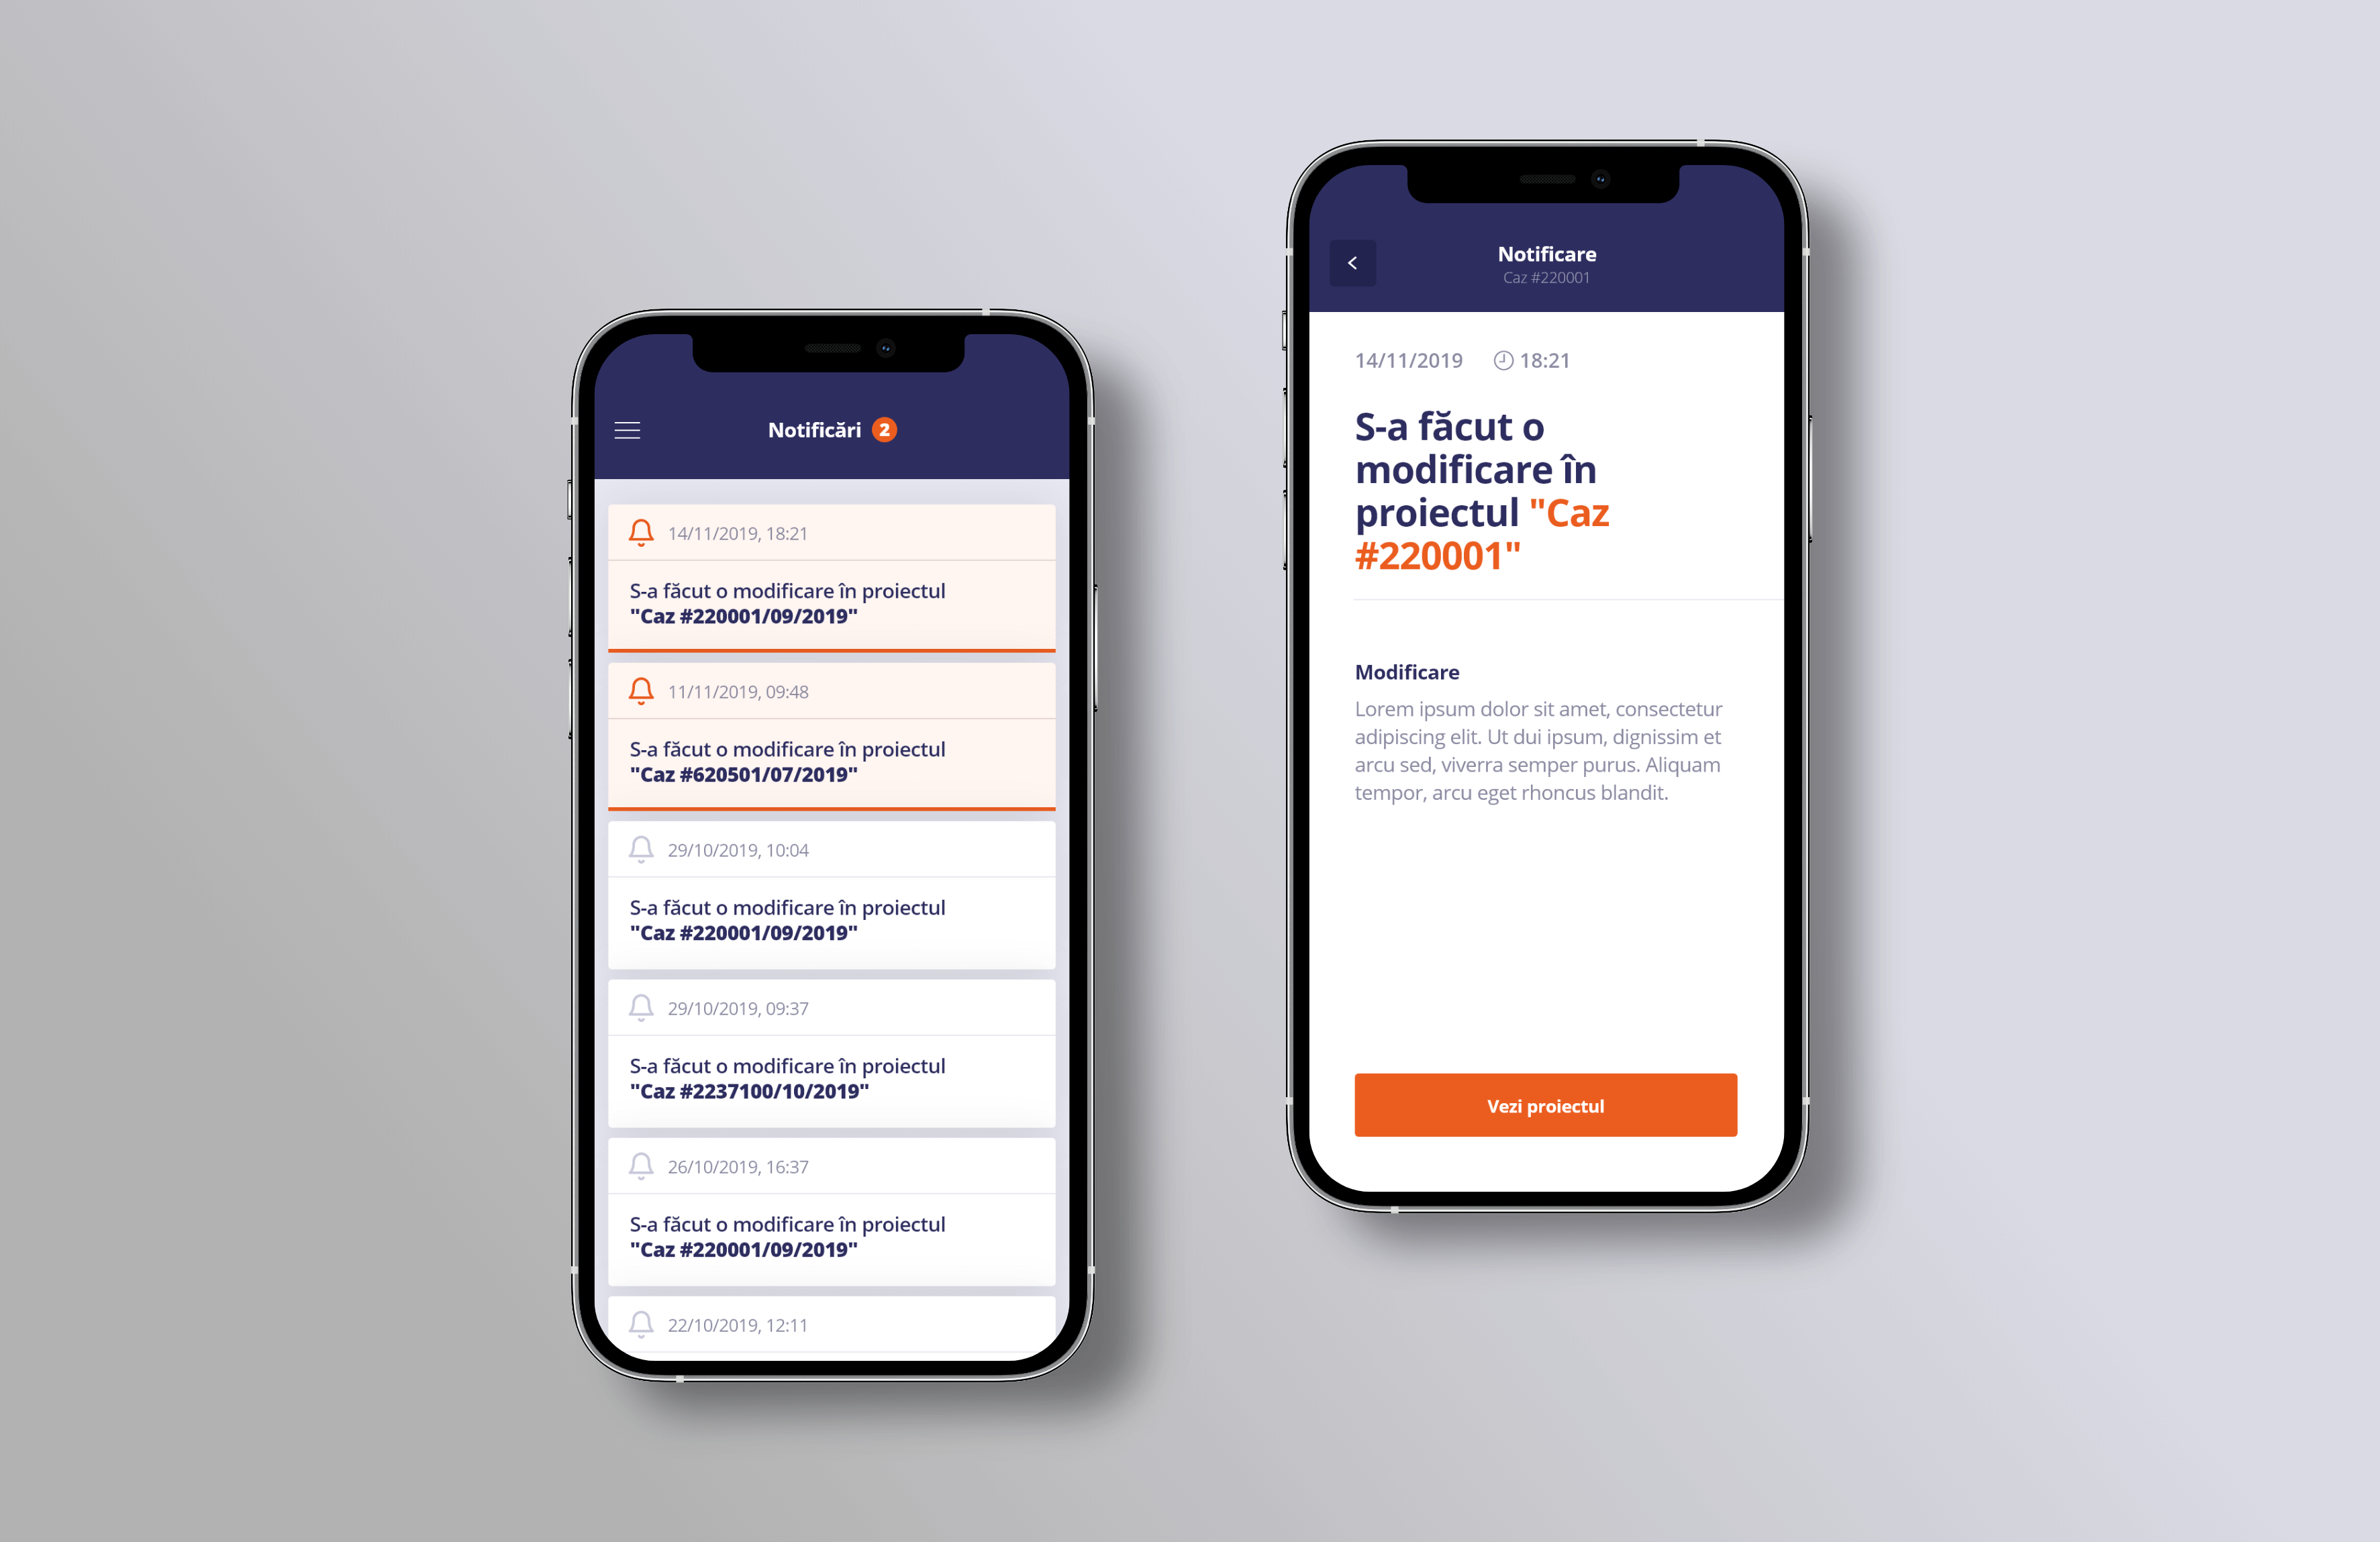 Notificări 2
14/11/2019, 18:21
S-a făcut o modificare în proiectul
"Caz #220001/09/2019"
11/11/2019, 09:48
S-a făcut o modificare în proiectul
"Caz #620501/07/2019"
29/10/2019, 10:04
S-a făcut o modificare în proiectul
"Caz #220001/09/2019"
29/10/2019, 09:37
S-a făcut o modificare în proiectul
"Caz #2237100/10/2019"
26/10/2019, 16:37
S-a făcut o modificare în proiectul
"Caz #220001/09/2019"
22/10/2019, 12:11
Notificare
Caz #220001
14/11/2019 18:21
S-a făcut o
modificare în
proiectul "Caz
#220001"
Modificare
Lorem ipsum dolor sit amet, consectetur
adipiscing elit. Ut dui ipsum, dignissim et
arcu sed, viverra semper purus. Aliquam
tempor, arcu eget rhoncus blandit.
Vezi proiectul